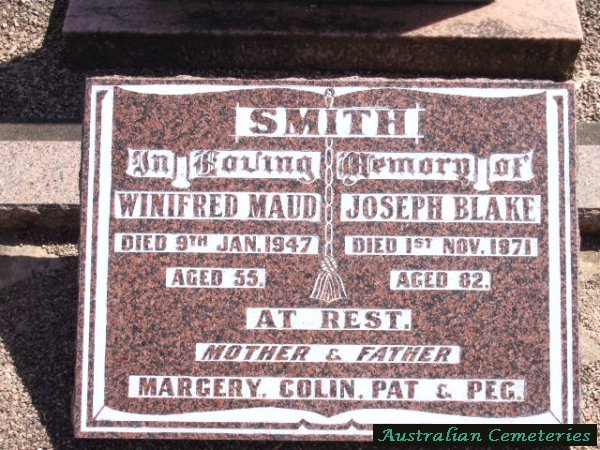 SMITH
In Loving Memory of
WINIFRED MAUD JOSEPH BLAKE
DIED 9TH JAN. 1947 DIED 1ST NOV. 1971
AGED 55. AGED 82.
AT REST.
MOTHER & FATHER
MARGERY, COLIN, PAT & PEG.
Australian Cemeteries